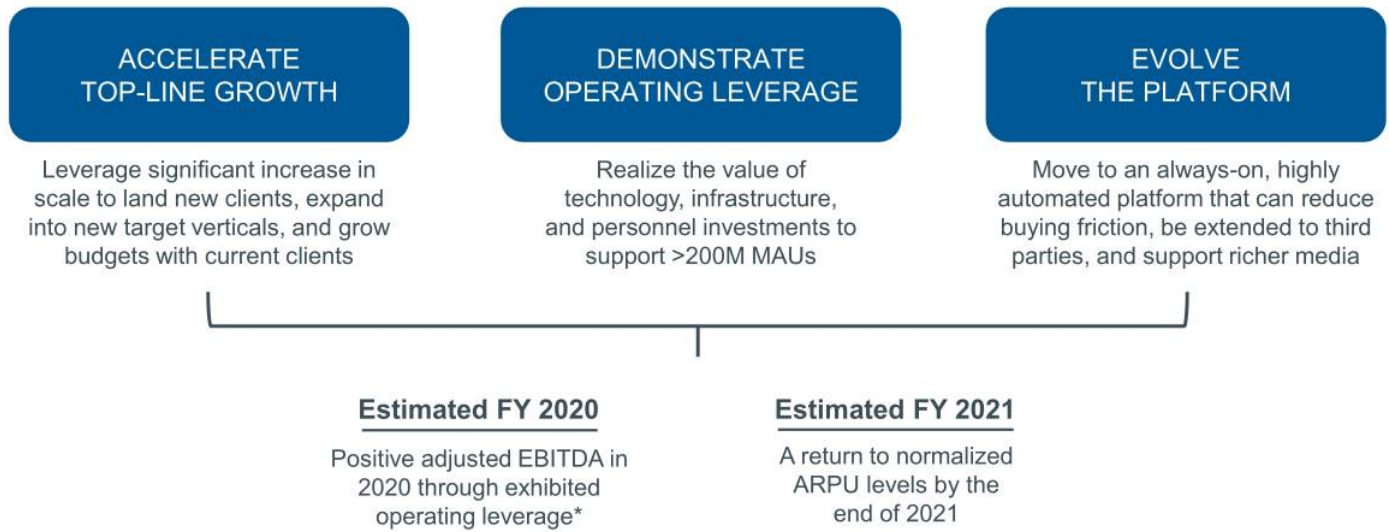 ACCELERATE
TOP-LINE GROWTH
Leverage significant increase in
scale to land new clients, expand
into new target verticals, and grow
budgets with current clients
DEMONSTRATE
OPERATING LEVERAGE
Realize the value of
technology, infrastructure,
and personnel investments to
support >200M MAUs
EVOLVE
THE PLATFORM
Move to an always-on, highly
automated platform that can reduce
buying friction, be extended to third
parties, and support richer media
Estimated FY 2020
Positive adjusted EBITDA in
2020 through exhibited
operating leverage*
Estimated FY 2021
A return to normalized
ARPU levels by the
end of 2021